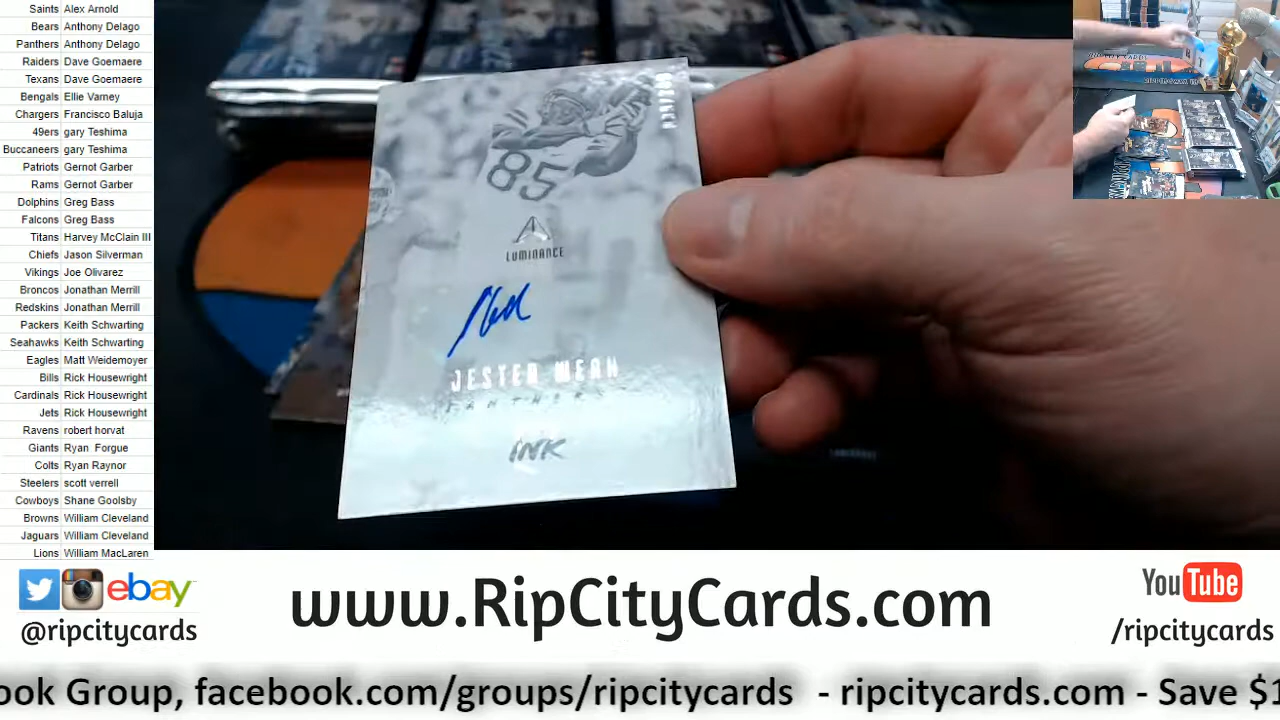 Saints Alex Arnold
Bears Anthony Delago
Panthers Anthony Delago
Raiders Dave Goemaere
Texans Dave Goemaere
Bengals Ellie Varney
Chargers Francisco Baluja
49ers gary Teshima
Buccaneers gary Teshima
Patriots Gernot Garber
Rams Gernot Garber
Dolphins Greg Bass
Falcons Greg Bass
Titans Harvey McClain III
Chiefs Jason Silverman
Vikings Joe Olivarez
Broncos Jonathan Merrill
Redskins Jonathan Merrill
Packers Keith Schwarting
Seahawks Keith Schwarting
Eagles Matt Weidemoyer
Bills Rick Housewright
Cardinals Rick Housewright
Jets Rick Housewright
Ravens robert horvat
Giants Ryan Forgue
Colts Ryan Raynor
Steelers scott verrell
Cowboys Shane Goolsby
Browns William Cleveland
Jaguars William Cleveland
Lions William MacLaren
85
LUMINANCE
JESTER WEAH
PANTHERS
INK
ebay
@ripcitycards
www.RipCityCards.com
YouTube
/ripcitycards
ook Group, facebook.com/groups/ripcitycards - ripcitycards.com - Save $1